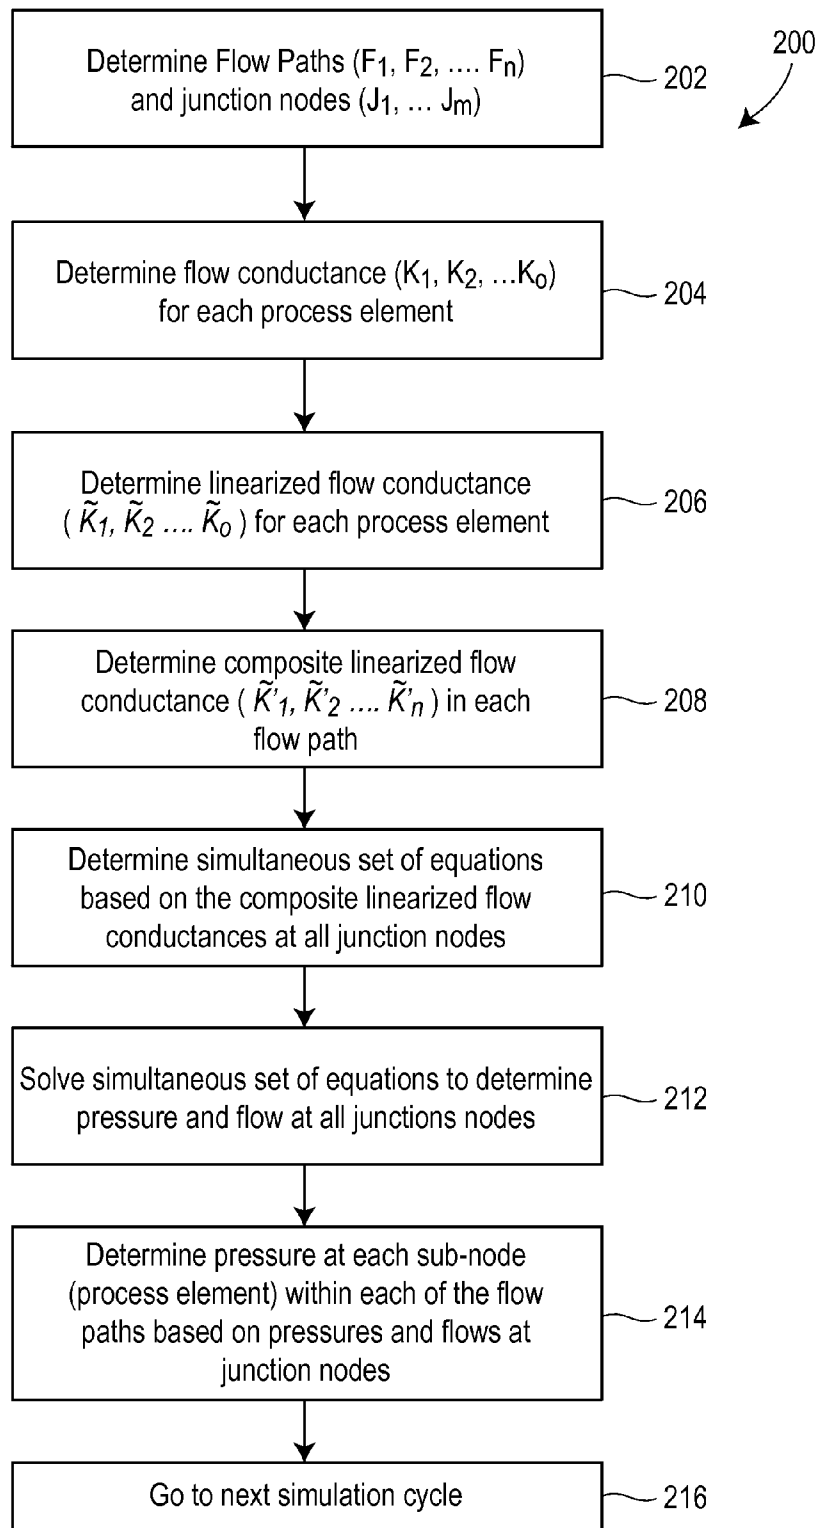 Determine Flow Paths (F₁, F₂, .... Fₙ)
and junction nodes (J₁, ... Jₘ)
202
200
Determine flow conductance (K₁, K₂, ...Kₒ)
for each process element
204
Determine linearized flow conductance
( K̃₁, K̃₂ .... K̃ₒ ) for each process element
206
Determine composite linearized flow
conductance ( K̃'₁, K̃'₂ .... K̃'ₙ ) in each
flow path
208
Determine simultaneous set of equations
based on the composite linearized flow
conductances at all junction nodes
210
Solve simultaneous set of equations to determine
pressure and flow at all junctions nodes
212
Determine pressure at each sub-node
(process element) within each of the flow
paths based on pressures and flows at
junction nodes
214
Go to next simulation cycle
216